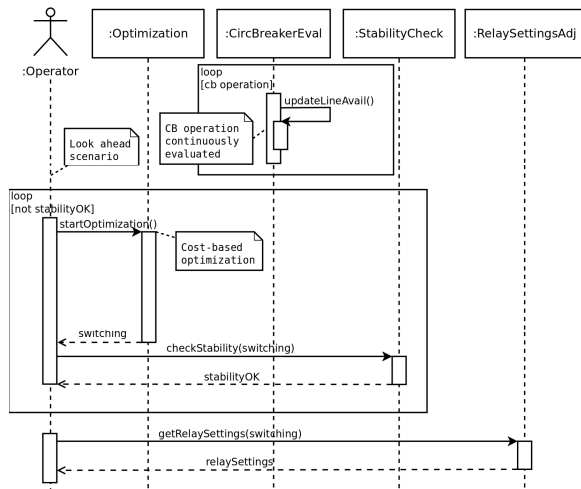 :Operator
:Optimization
:CircBreakerEval
:StabilityCheck
:RelaySettingsAdj
loop
[cb operation]
updateLineAvail()
CB operation
continuously
evaluated
Look ahead
scenario
loop
[not stabilityOK]
startOptimization()
Cost-based
optimization
switching
checkStability(switching)
stabilityOK
getRelaySettings(switching)
relaySettings